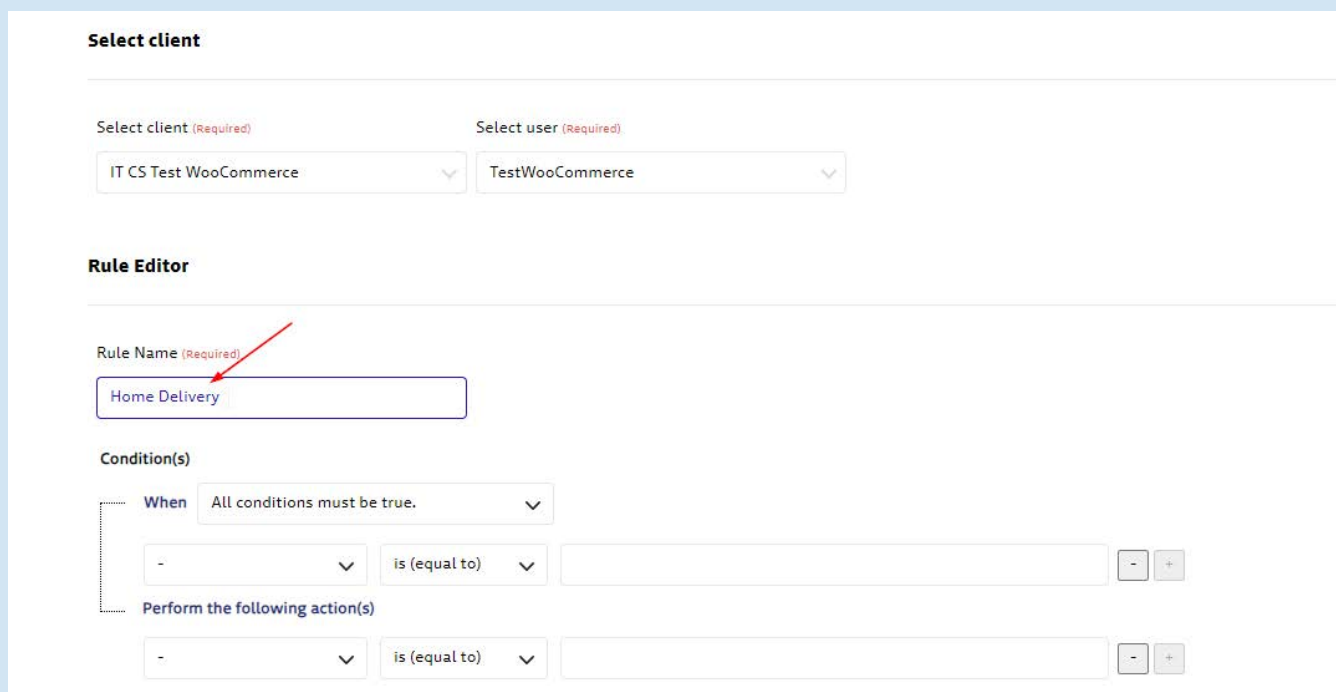 Select client
Select client (Required) Select user (Required)
IT CS Test WooCommerce TestWooCommerce
Rule Editor
Rule Name (Required)
Home Delivery
Condition(s)
When All conditions must be true.
- is (equal to) - +
Perform the following action(s)
- is (equal to) - +